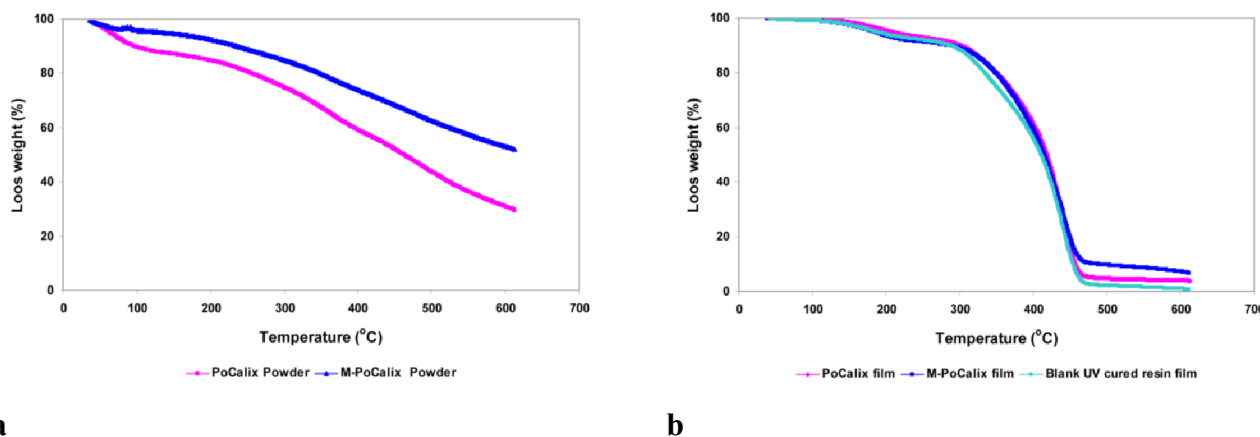 100
80
60
40
20
0
Loos weight (%)
0 100 200 300 400 500 600 700
Temperature (°C)
PoCalix Powder M-PoCalix Powder
a
100
80
60
40
20
0
Loos weight (%)
0 100 200 300 400 500 600 700
Temperature (°C)
PoCalix film M-PoCalix film Blank UV cured resin film
b